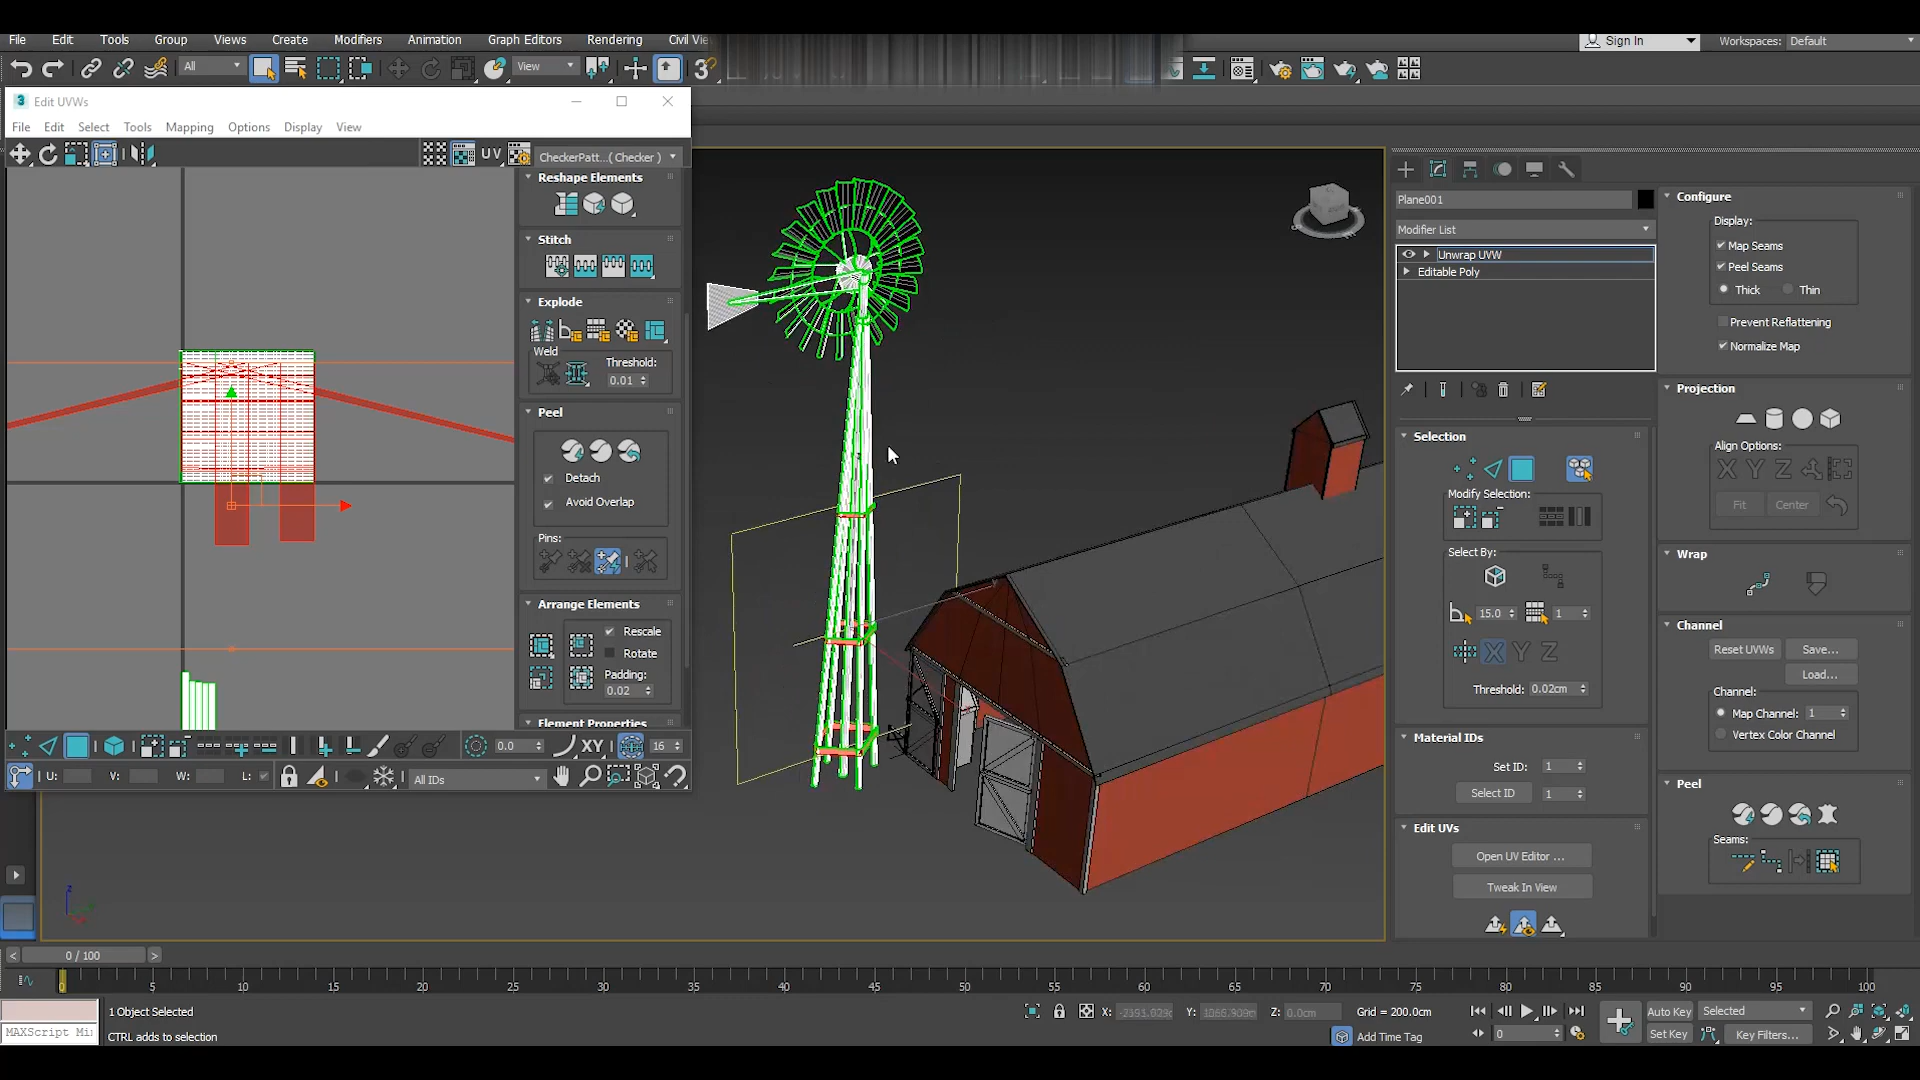 File Edit Tools Group Views Create Modifiers Animation Graph Editors Rendering Civil Vi
Sign In Workspaces: Default
All View 3
3 Edit UVWs
File Edit Select Tools Mapping Options Display View
UV CheckerPatt...( Checker )
Reshape Elements
Stitch
Explode
Weld
Threshold:
0.01
Peel
Detach
Avoid Overlap
Pins:
Arrange Elements
Rescale
Rotate
Padding:
0.02
Element Properties
0.0 XY 16
U: V: W: L: All IDs
Plane001
Modifier List
Unwrap UVW
Editable Poly
Selection
Modify Selection:
Select By:
15.0 1
X Y Z
Threshold: 0.02cm
Material IDs
Set ID: 1
Select ID 1
Edit UVs
Open UV Editor ...
Tweak In View
Configure
Display:
Map Seams
Peel Seams
Thick Thin
Prevent Reflattening
Normalize Map
Projection
Align Options:
X Y Z
Fit Center
Wrap
Channel
Reset UVWs Save...
Load...
Channel:
Map Channel: 1
Vertex Color Channel
Peel
Seams:
z
< 0 / 100 >
0 5 10 15 20 25 30 35 40 45 50 55 60 65 70 75 80 85 90 95 100
1 Object Selected X: Y: Z: 0.0cm Grid = 200.0cm Auto Key Selected
MAXScript Mi CTRL adds to selection Add Time Tag 0 Set Key Key Filters...